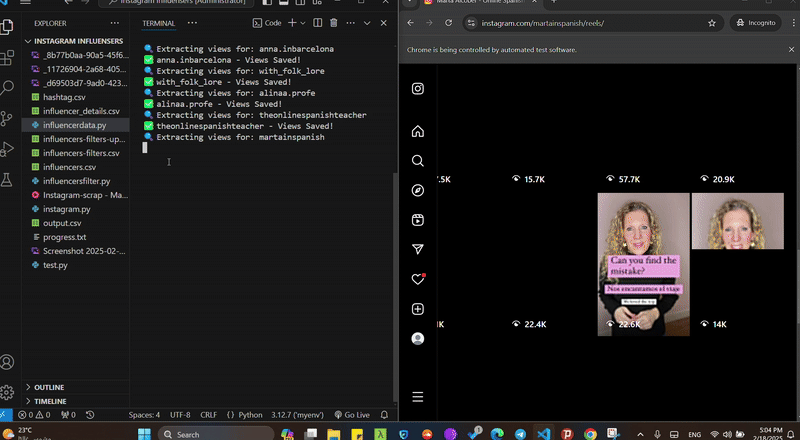 Instagram Infiluensers [Administrator]
EXPLORER
INSTAGRAM INFLUENSERS
_8b77b0aa-90a5-45f6...
_11726904-2a68-405...
_d69503d7-9ad0-423...
hashtag.csv
influencer_details.csv
influencerdata.py
influencers-filters-up...
influencers-filters.csv
influencers.csv
influencersfilter.py
Instagram-scrap - Ma...
instagram.py
output.csv
progress.txt
Screenshot 2025-02-...
test.py
OUTLINE
TIMELINE
TERMINAL
Code
Extracting views for: anna.inbarcelona
anna.inbarcelona - Views Saved!
Extracting views for: with_folk_lore
with_folk_lore - Views Saved!
Extracting views for: alinaa.profe
alinaa.profe - Views Saved!
Extracting views for: theonlinespanishteacher
theonlinespanishteacher - Views Saved!
Extracting views for: martainspanish
0 0
0
Spaces: 4
UTF-8
CRLF
{ } Python
3.12.7 ('myenv')
Go Live
Marta Alcober - Online Spani
instagram.com/martainspanish/reels/
Incognito
Chrome is being controlled by automated test software.
.5K
15.7K
57.7K
20.9K
Can you find the
mistake?
Nos encantamos el viaje
We loved the trip
22.4K
22.6K
14K
23°C
Search
5:04 PM
2/18/2025